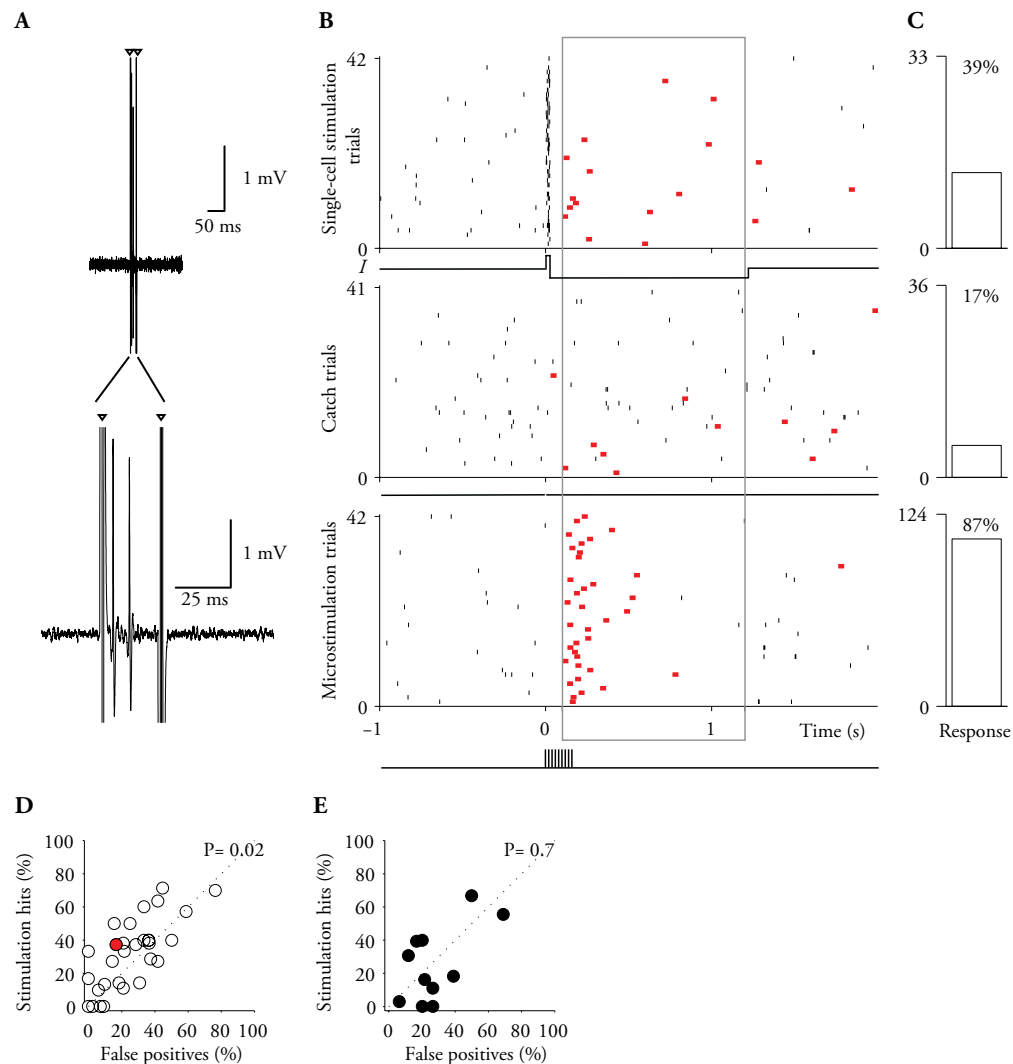 A
1 mV
50 ms
1 mV
25 ms
B
42
Single-cell stimulation
trials
0
I
41
Catch trials
0
42
Microstimulation trials
0
–1
0
1
Time (s)
C
33
39%
0
36
17%
0
124
87%
0
Response
D
100
P= 0.02
80
60
40
20
0
Stimulation hits (%)
0 20 40 60 80 100
False positives (%)
E
100
P= 0.7
80
60
40
20
0
Stimulation hits (%)
0 20 40 60 80 100
False positives (%)